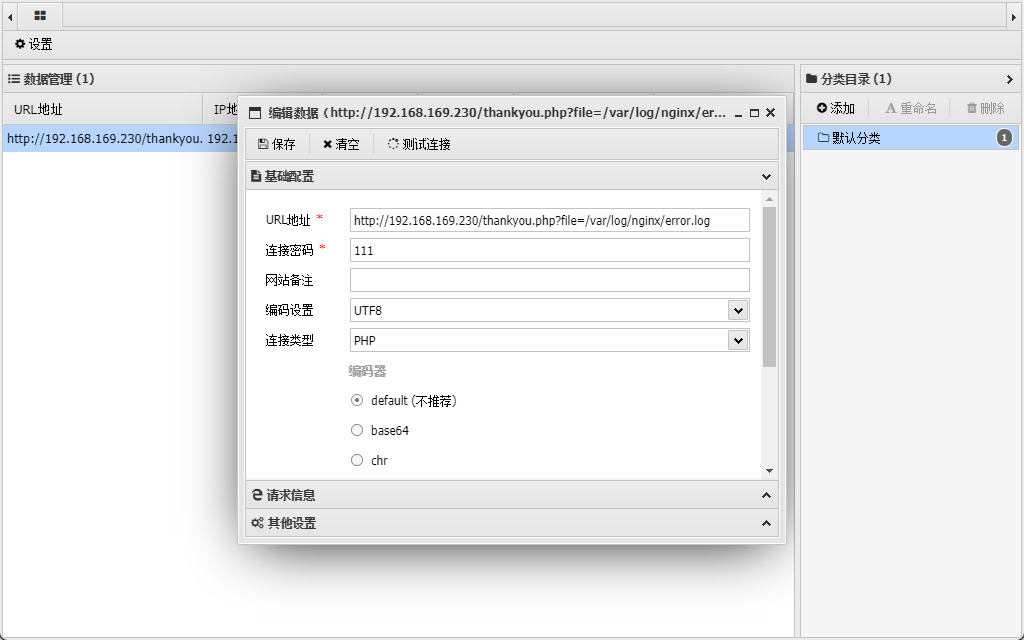 设置
数据管理 (1)
URL地址 IP地
http://192.168.169.230/thankyou. 192.1
编辑数据 (http://192.168.169.230/thankyou.php?file=/var/log/nginx/er...
保存 清空 测试连接
基础配置
URL地址 * http://192.168.169.230/thankyou.php?file=/var/log/nginx/error.log
连接密码 * 111
网站备注
编码设置 UTF8
连接类型 PHP
编码器
default (不推荐)
base64
chr
请求信息
其他设置
分类目录 (1)
添加 重命名 删除
默认分类 1